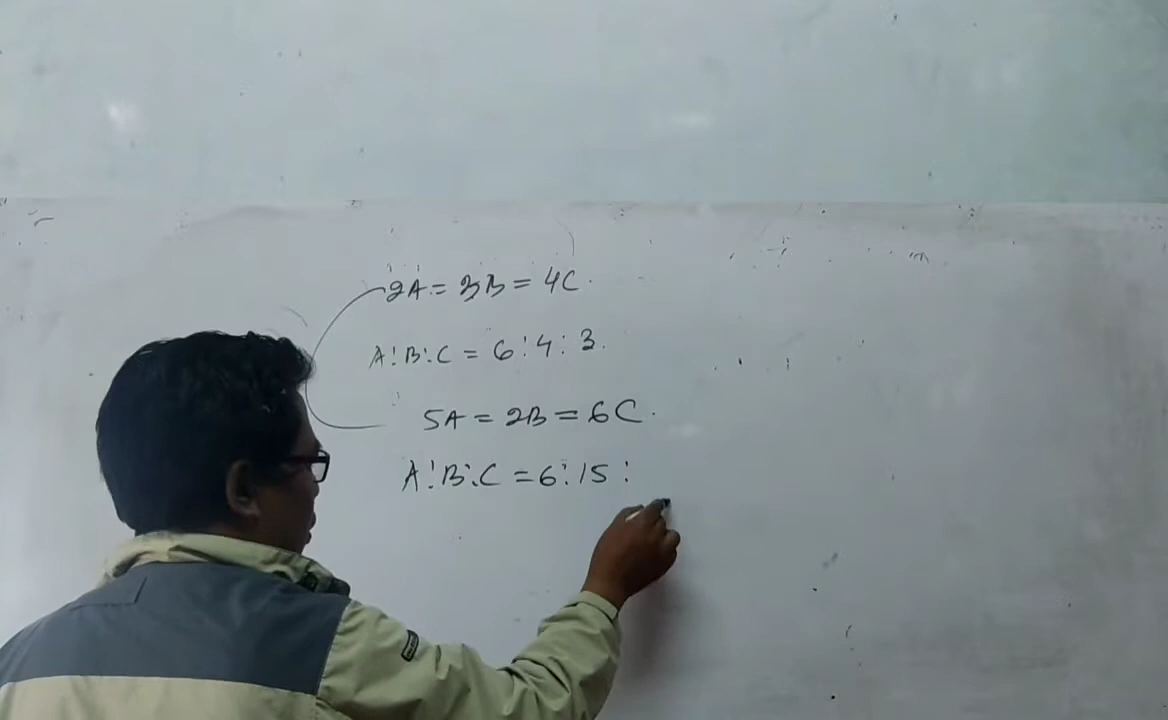 2A = 3B = 4C.
A:B:C = 6:4:3.
5A = 2B = 6C.
A:B:C = 6:15: